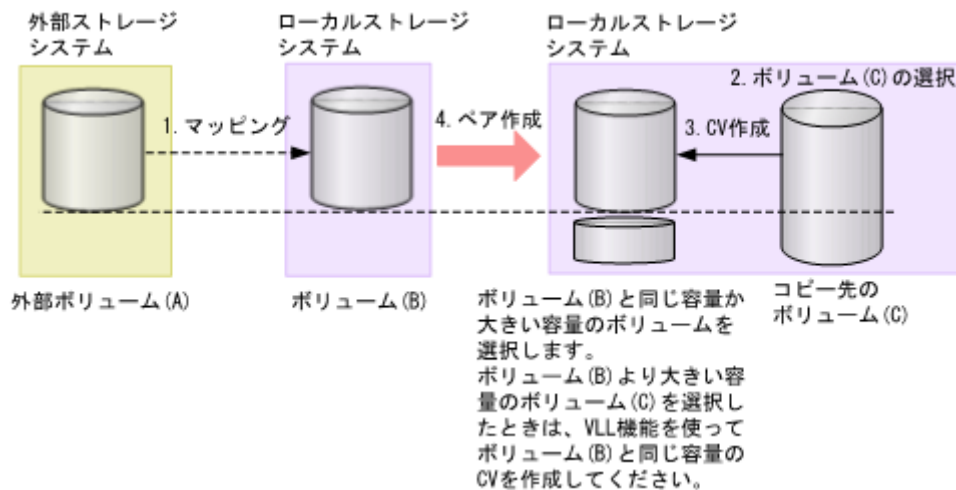 外部ストレージ
システム
ローカルストレージ
システム
ローカルストレージ
システム
2.ボリューム(C)の選択
1.マッピング
4.ペア作成
3.CV作成
外部ボリューム(A)
ボリューム(B)
ボリューム(B)と同じ容量か
大きい容量のボリュームを
選択します。
ボリューム(B)より大きい容
量のボリューム(C)を選択し
たときは、VLL機能を使って
ボリューム(B)と同じ容量の
CVを作成してください。
コピー先の
ボリューム(C)